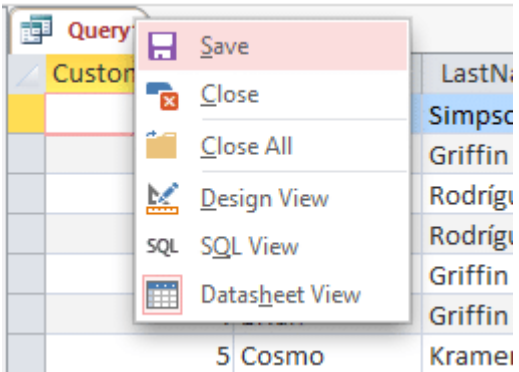 Query
Save
Custom LastNa
Close
Simpso
Close All
Griffin
Design View
Rodrígu
SQL SQL View
Rodrígu
Griffin
Datasheet View
Griffin
5 Cosmo Kramer